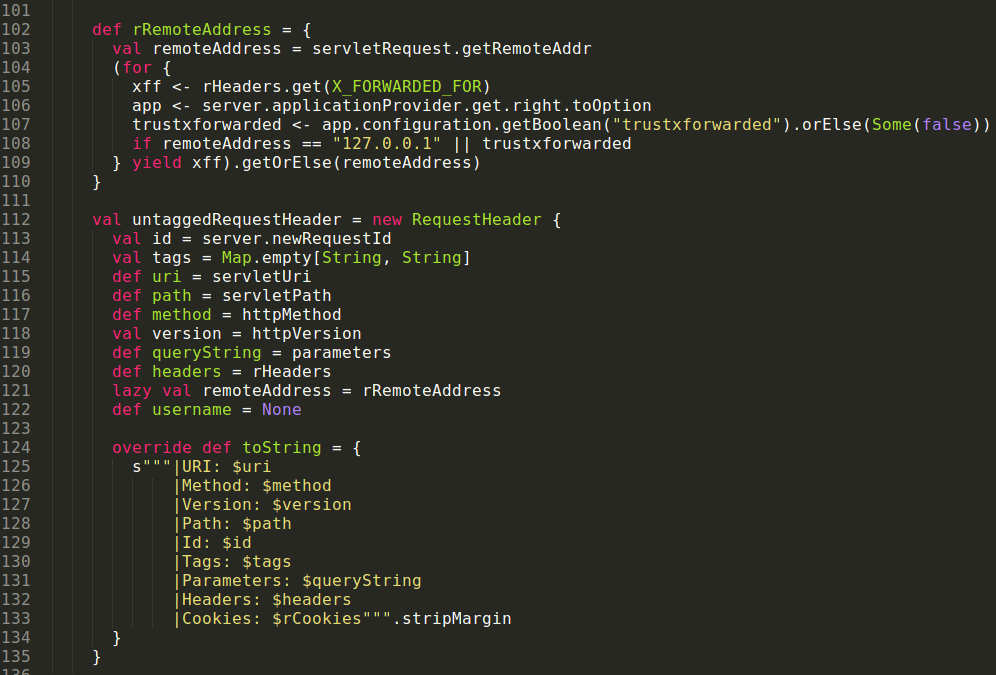 101
102 def rRemoteAddress = {
103 val remoteAddress = servletRequest.getRemoteAddr
104 (for {
105 xff <- rHeaders.get(X_FORWARDED_FOR)
106 app <- server.applicationProvider.get.right.toOption
107 trustxforwarded <- app.configuration.getBoolean("trustxforwarded").orElse(Some(false))
108 if remoteAddress == "127.0.0.1" || trustxforwarded
109 } yield xff).getOrElse(remoteAddress)
110 }
111
112 val untaggedRequestHeader = new RequestHeader {
113 val id = server.newRequestId
114 val tags = Map.empty[String, String]
115 def uri = servletUri
116 def path = servletPath
117 def method = httpMethod
118 val version = httpVersion
119 def queryString = parameters
120 def headers = rHeaders
121 lazy val remoteAddress = rRemoteAddress
122 def username = None
123
124 override def toString = {
125 s"""|URI: $uri
126 |Method: $method
127 |Version: $version
128 |Path: $path
129 |Id: $id
130 |Tags: $tags
131 |Parameters: $queryString
132 |Headers: $headers
133 |Cookies: $rCookies""".stripMargin
134 }
135 }
136